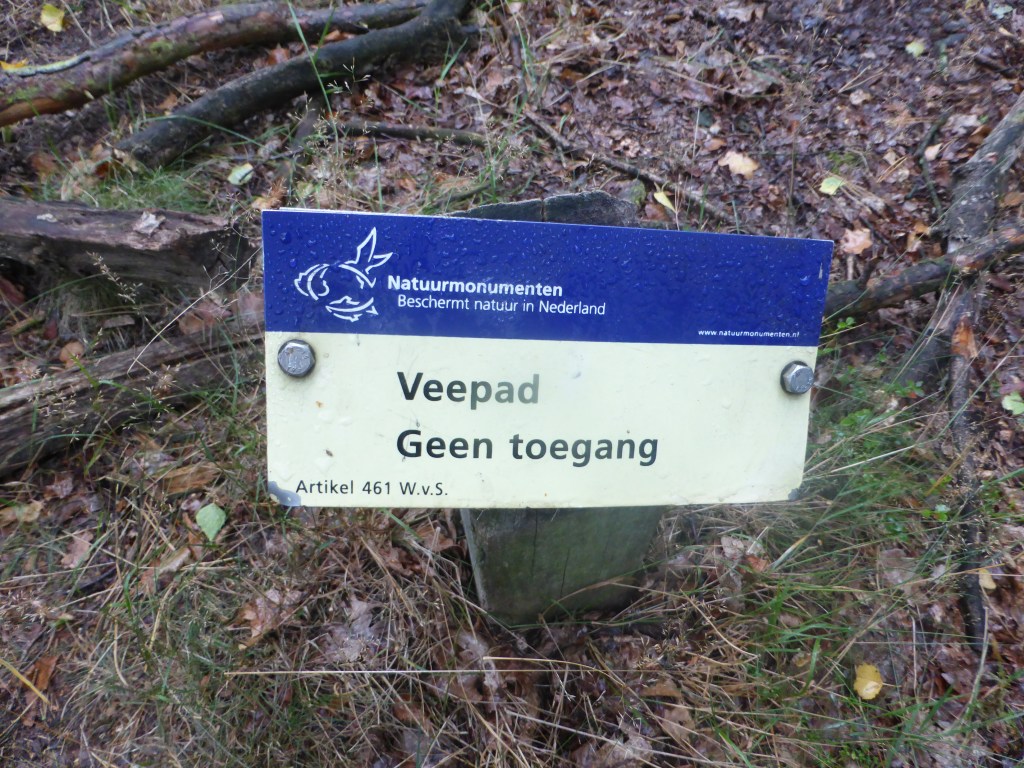 Natuurmonumenten
Beschermt natuur in Nederland
www.natuurmonumenten.nl
Veepad
Geen toegang
Artikel 461 W.v.S.